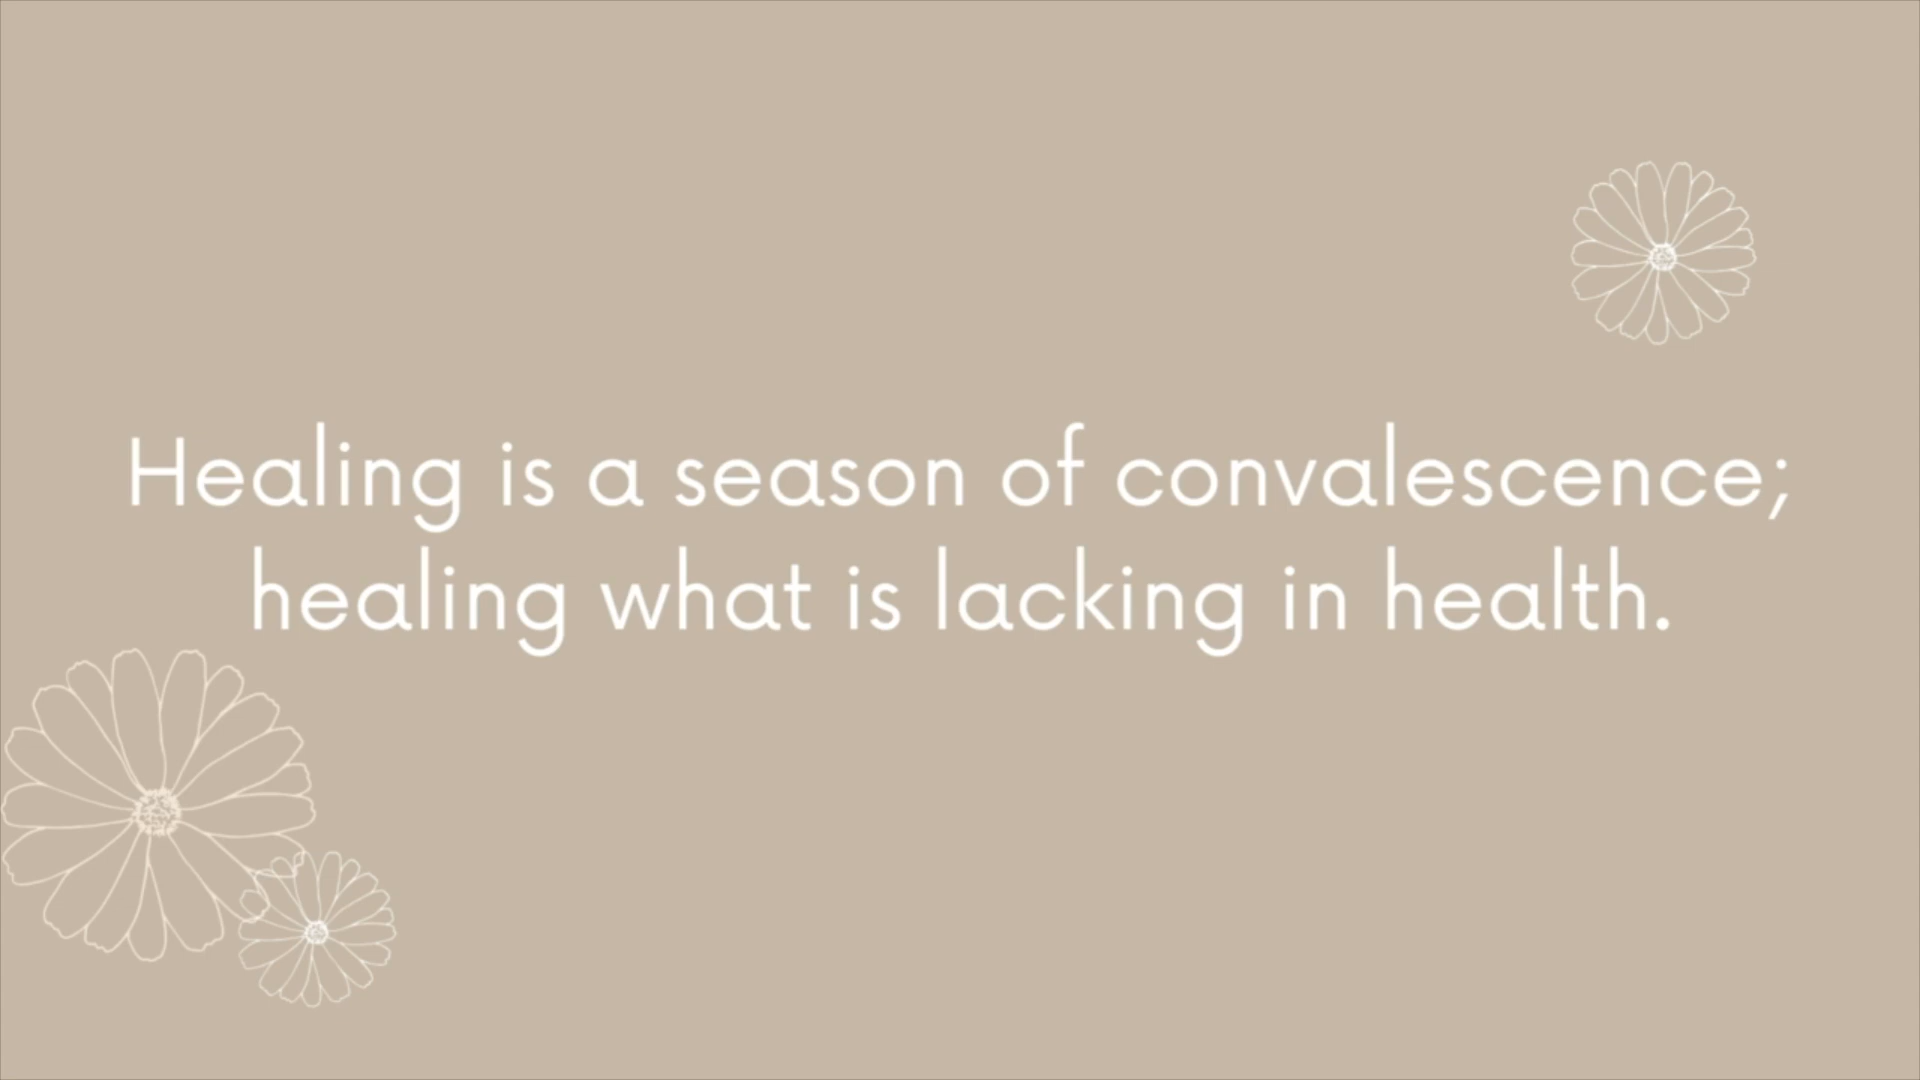 Healing is a season of convalescence;
healing what is lacking in health.